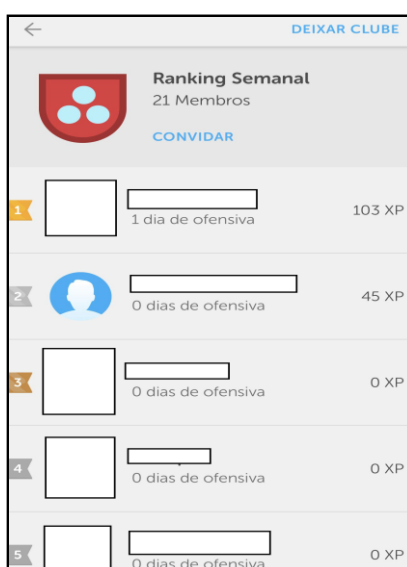 DEIXAR CLUBE
Ranking Semanal
21 Membros
CONVIDAR
1
1 dia de ofensiva
103 XP
2
0 dias de ofensiva
45 XP
3
0 dias de ofensiva
0 XP
4
0 dias de ofensiva
0 XP
5
0 dias de ofensiva
0 XP